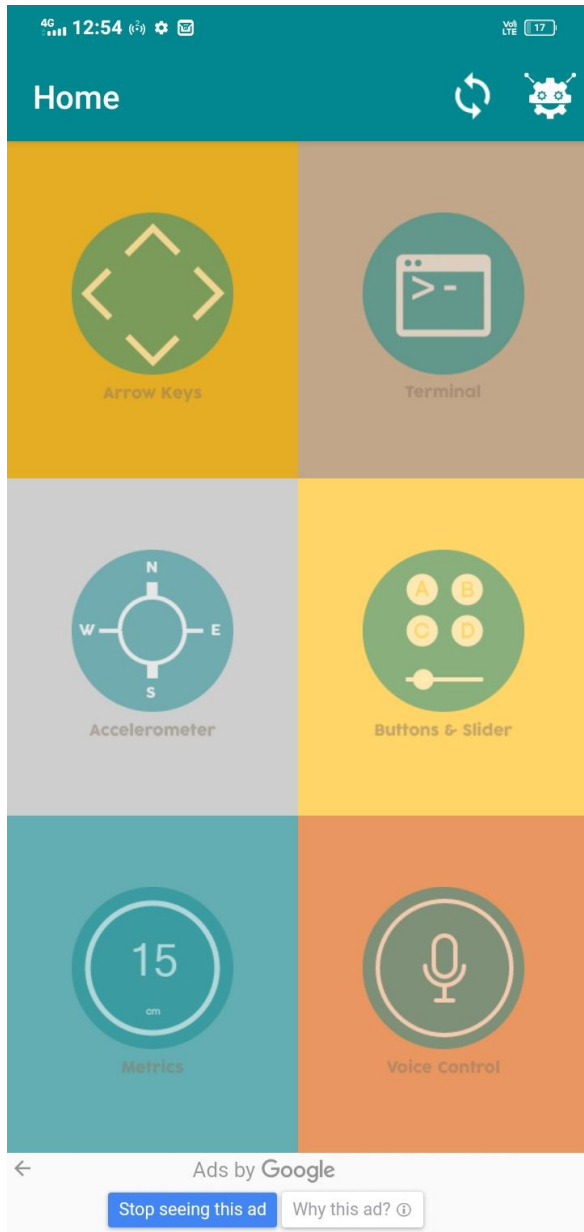 4G 12:54 Vo)) LTE 17
Home
Arrow Keys Terminal
>-
N
W E
S
Accelerometer
A B
C D
Buttons & Slider
15
cm
Metrics Voice Control
Ads by Google
Stop seeing this ad Why this ad?